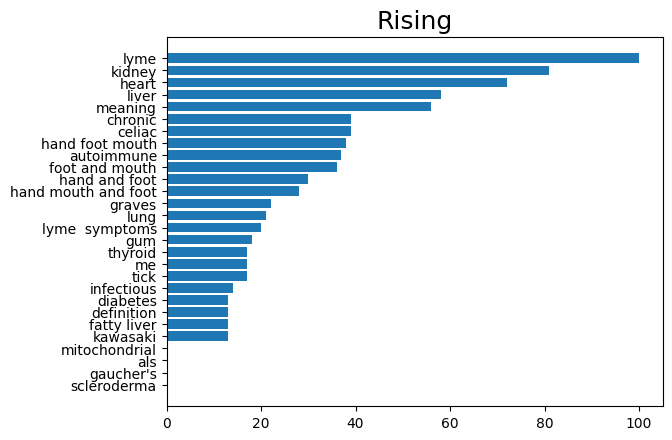 Rising
lyme
kidney
heart
liver
meaning
chronic
celiac
hand foot mouth
autoimmune
foot and mouth
hand and foot
hand mouth and foot
graves
lung
lyme  symptoms
gum
thyroid
me
tick
infectious
diabetes
definition
fatty liver
kawasaki
mitochondrial
als
gaucher's
scleroderma
0 20 40 60 80 100